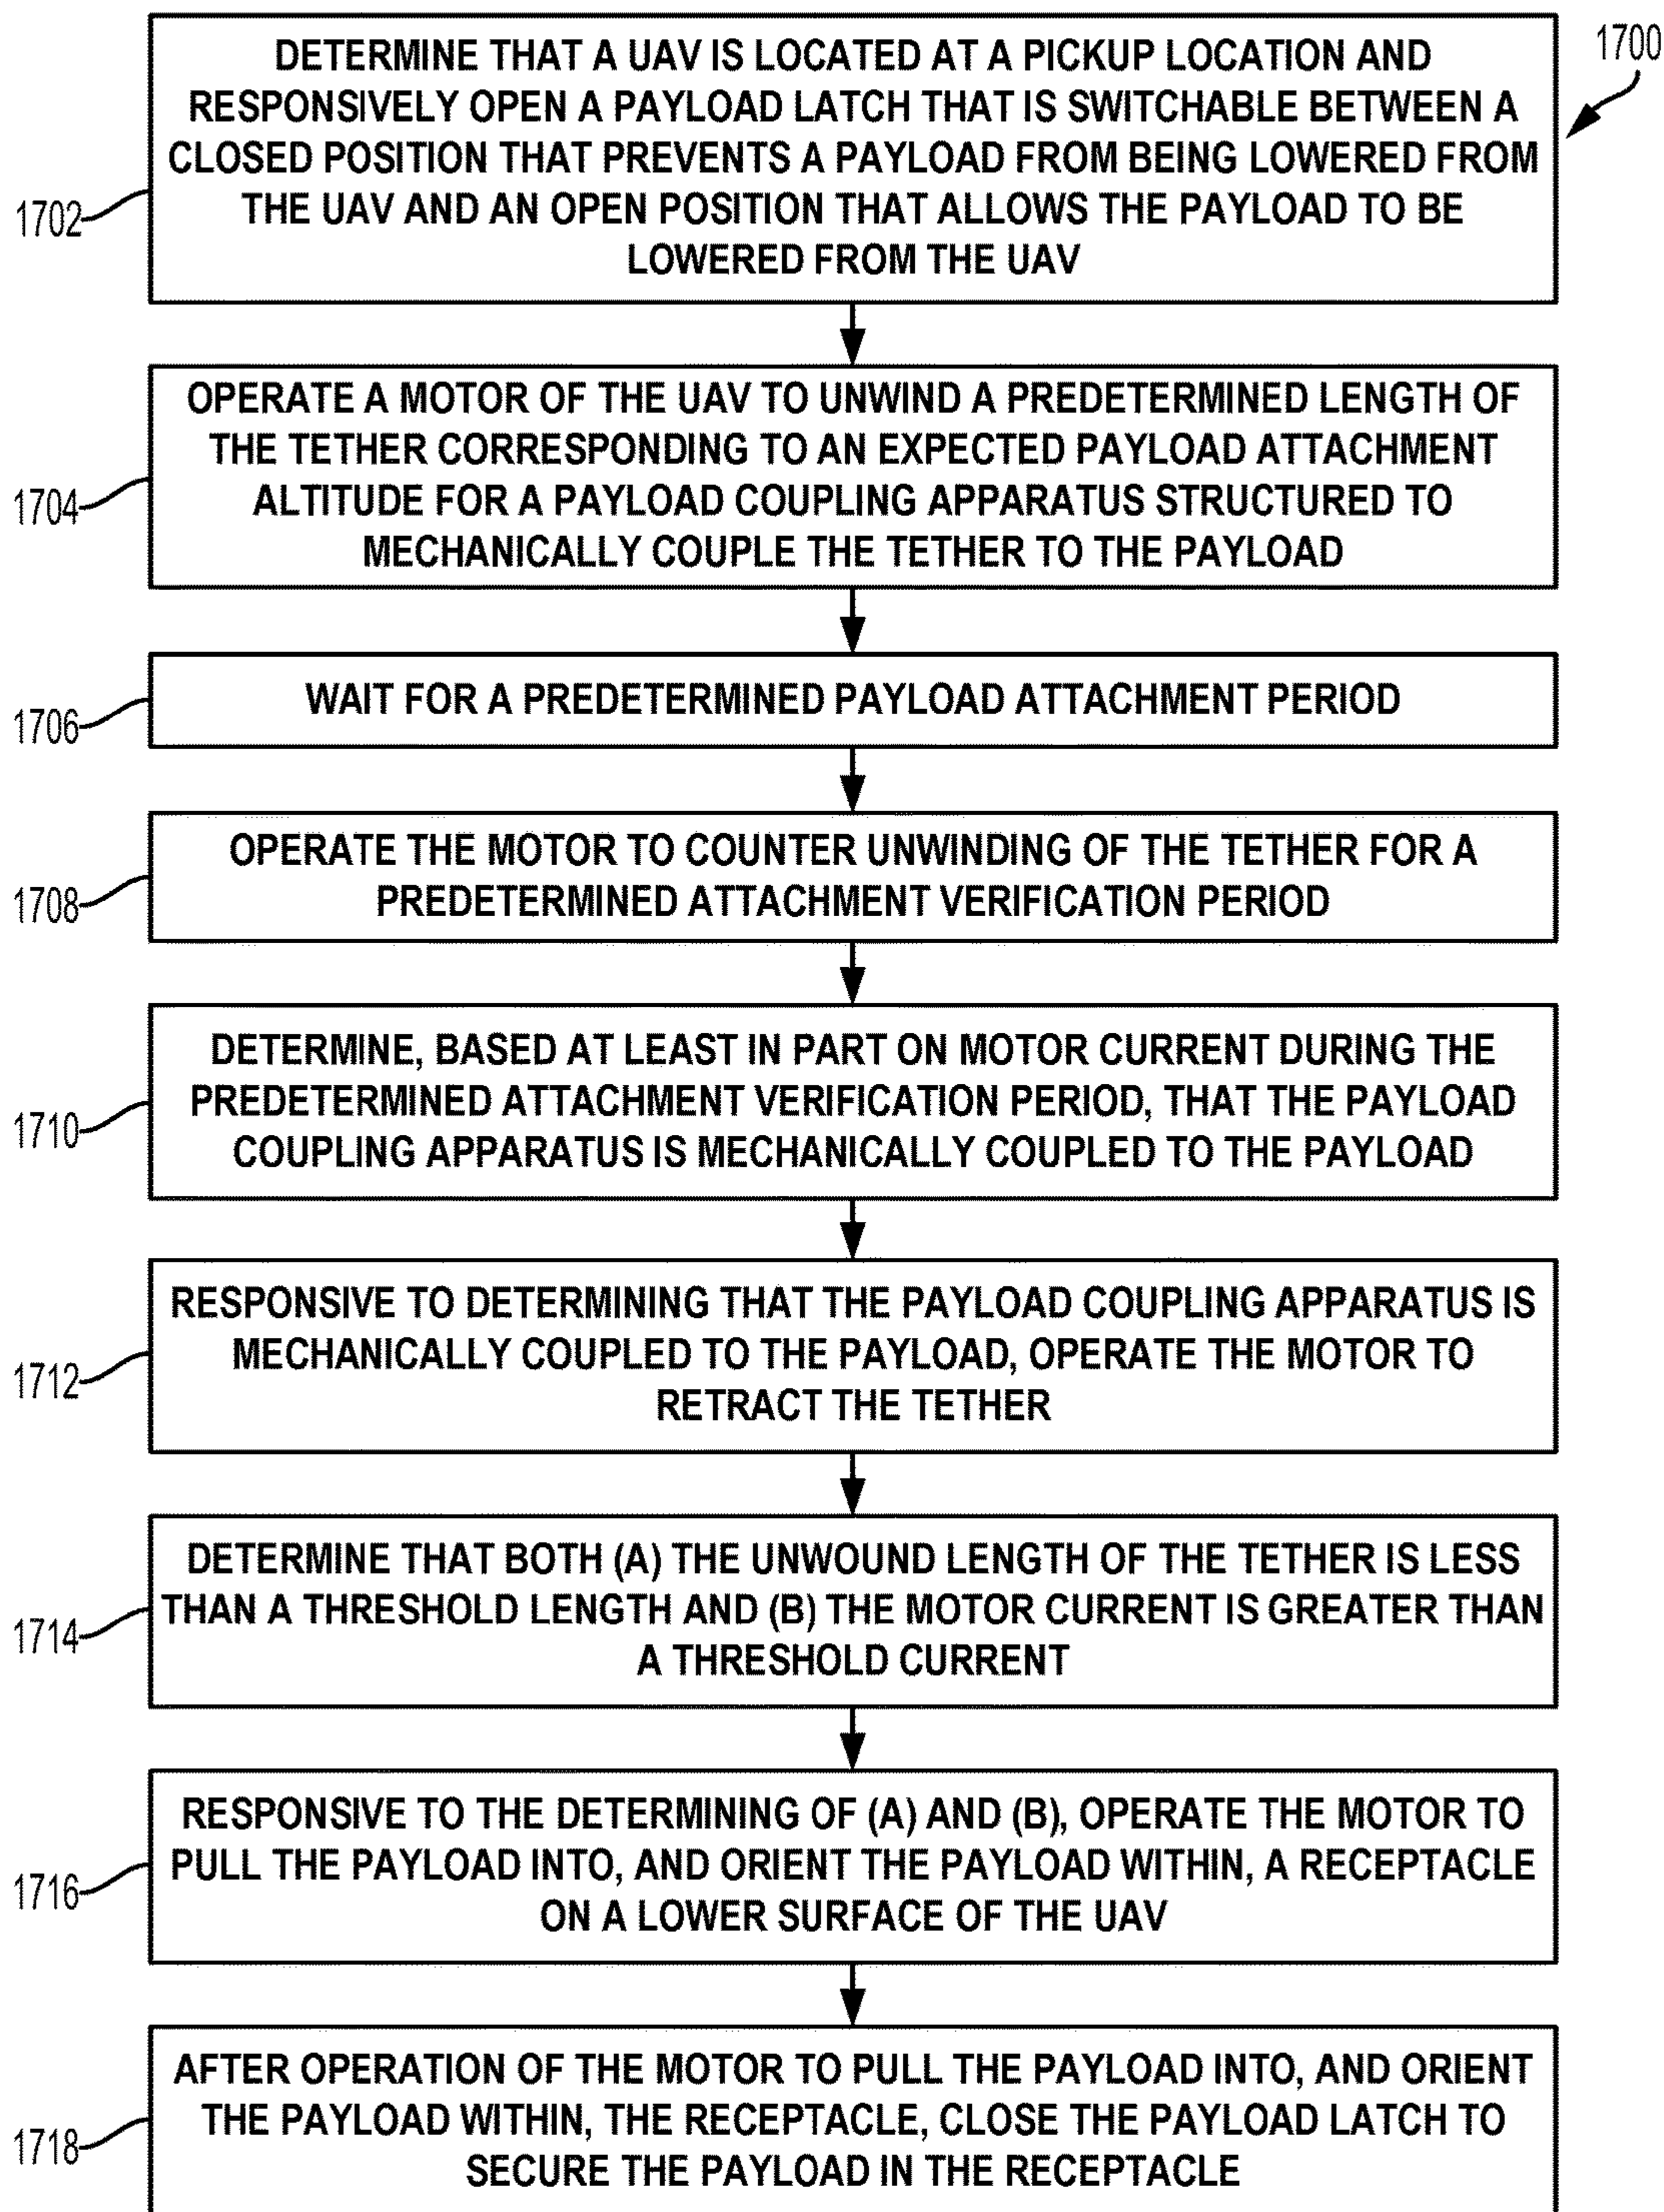 1700
DETERMINE THAT A UAV IS LOCATED AT A PICKUP LOCATION AND
RESPONSIVELY OPEN A PAYLOAD LATCH THAT IS SWITCHABLE BETWEEN A
CLOSED POSITION THAT PREVENTS A PAYLOAD FROM BEING LOWERED FROM
THE UAV AND AN OPEN POSITION THAT ALLOWS THE PAYLOAD TO BE
LOWERED FROM THE UAV
1702
OPERATE A MOTOR OF THE UAV TO UNWIND A PREDETERMINED LENGTH OF
THE TETHER CORRESPONDING TO AN EXPECTED PAYLOAD ATTACHMENT
ALTITUDE FOR A PAYLOAD COUPLING APPARATUS STRUCTURED TO
MECHANICALLY COUPLE THE TETHER TO THE PAYLOAD
1704
WAIT FOR A PREDETERMINED PAYLOAD ATTACHMENT PERIOD
1706
OPERATE THE MOTOR TO COUNTER UNWINDING OF THE TETHER FOR A
PREDETERMINED ATTACHMENT VERIFICATION PERIOD
1708
DETERMINE, BASED AT LEAST IN PART ON MOTOR CURRENT DURING THE
PREDETERMINED ATTACHMENT VERIFICATION PERIOD, THAT THE PAYLOAD
COUPLING APPARATUS IS MECHANICALLY COUPLED TO THE PAYLOAD
1710
RESPONSIVE TO DETERMINING THAT THE PAYLOAD COUPLING APPARATUS IS
MECHANICALLY COUPLED TO THE PAYLOAD, OPERATE THE MOTOR TO
RETRACT THE TETHER
1712
DETERMINE THAT BOTH (A) THE UNWOUND LENGTH OF THE TETHER IS LESS
THAN A THRESHOLD LENGTH AND (B) THE MOTOR CURRENT IS GREATER THAN
A THRESHOLD CURRENT
1714
RESPONSIVE TO THE DETERMINING OF (A) AND (B), OPERATE THE MOTOR TO
PULL THE PAYLOAD INTO, AND ORIENT THE PAYLOAD WITHIN, A RECEPTACLE
ON A LOWER SURFACE OF THE UAV
1716
AFTER OPERATION OF THE MOTOR TO PULL THE PAYLOAD INTO, AND ORIENT
THE PAYLOAD WITHIN, THE RECEPTACLE, CLOSE THE PAYLOAD LATCH TO
SECURE THE PAYLOAD IN THE RECEPTACLE
1718